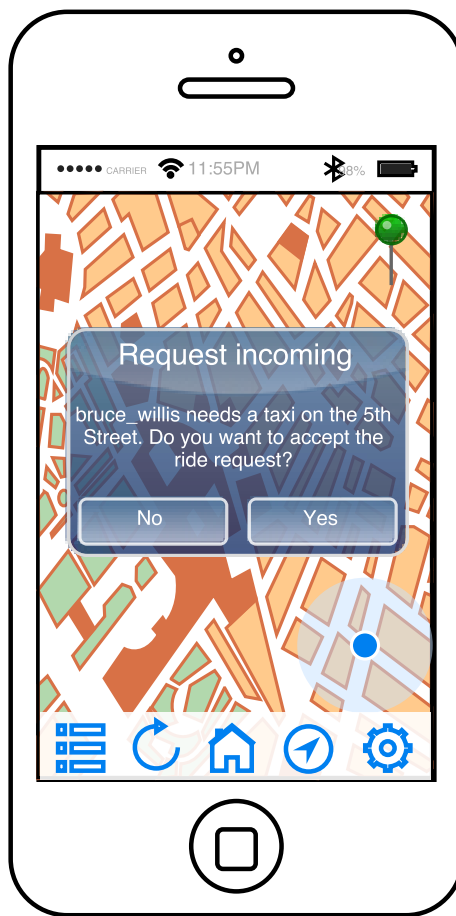 CARRIER 11:55PM 98%
Request incoming
bruce_willis needs a taxi on the 5th
Street. Do you want to accept the
ride request?
No Yes